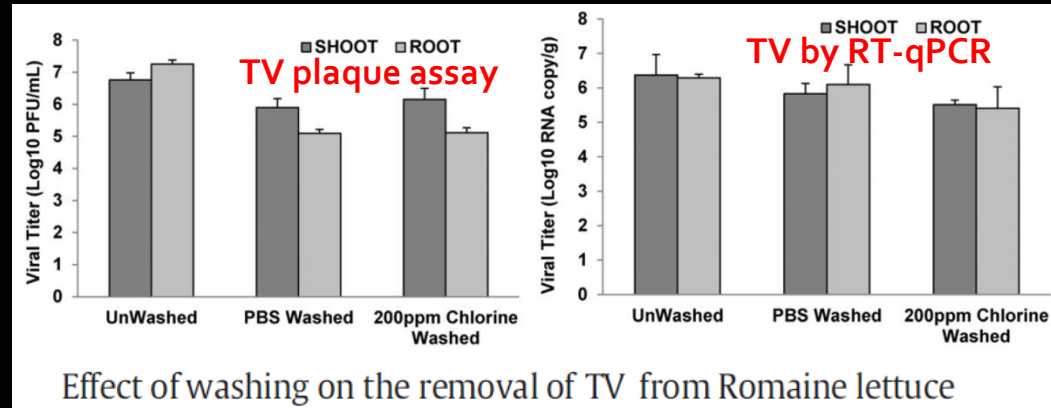 8
7
6
5
4
3
2
1
0
Viral Titer (Log10 PFU/mL)
SHOOT ROOT
TV plaque assay
UnWashed PBS Washed 200ppm Chlorine
Washed
8
7
6
5
4
3
2
1
0
Viral Titer (Log10 RNA copy/g)
SHOOT ROOT
TV by RT-qPCR
UnWashed PBS Washed 200ppm Chlorine
Washed
Effect of washing on the removal of TV from Romaine lettuce